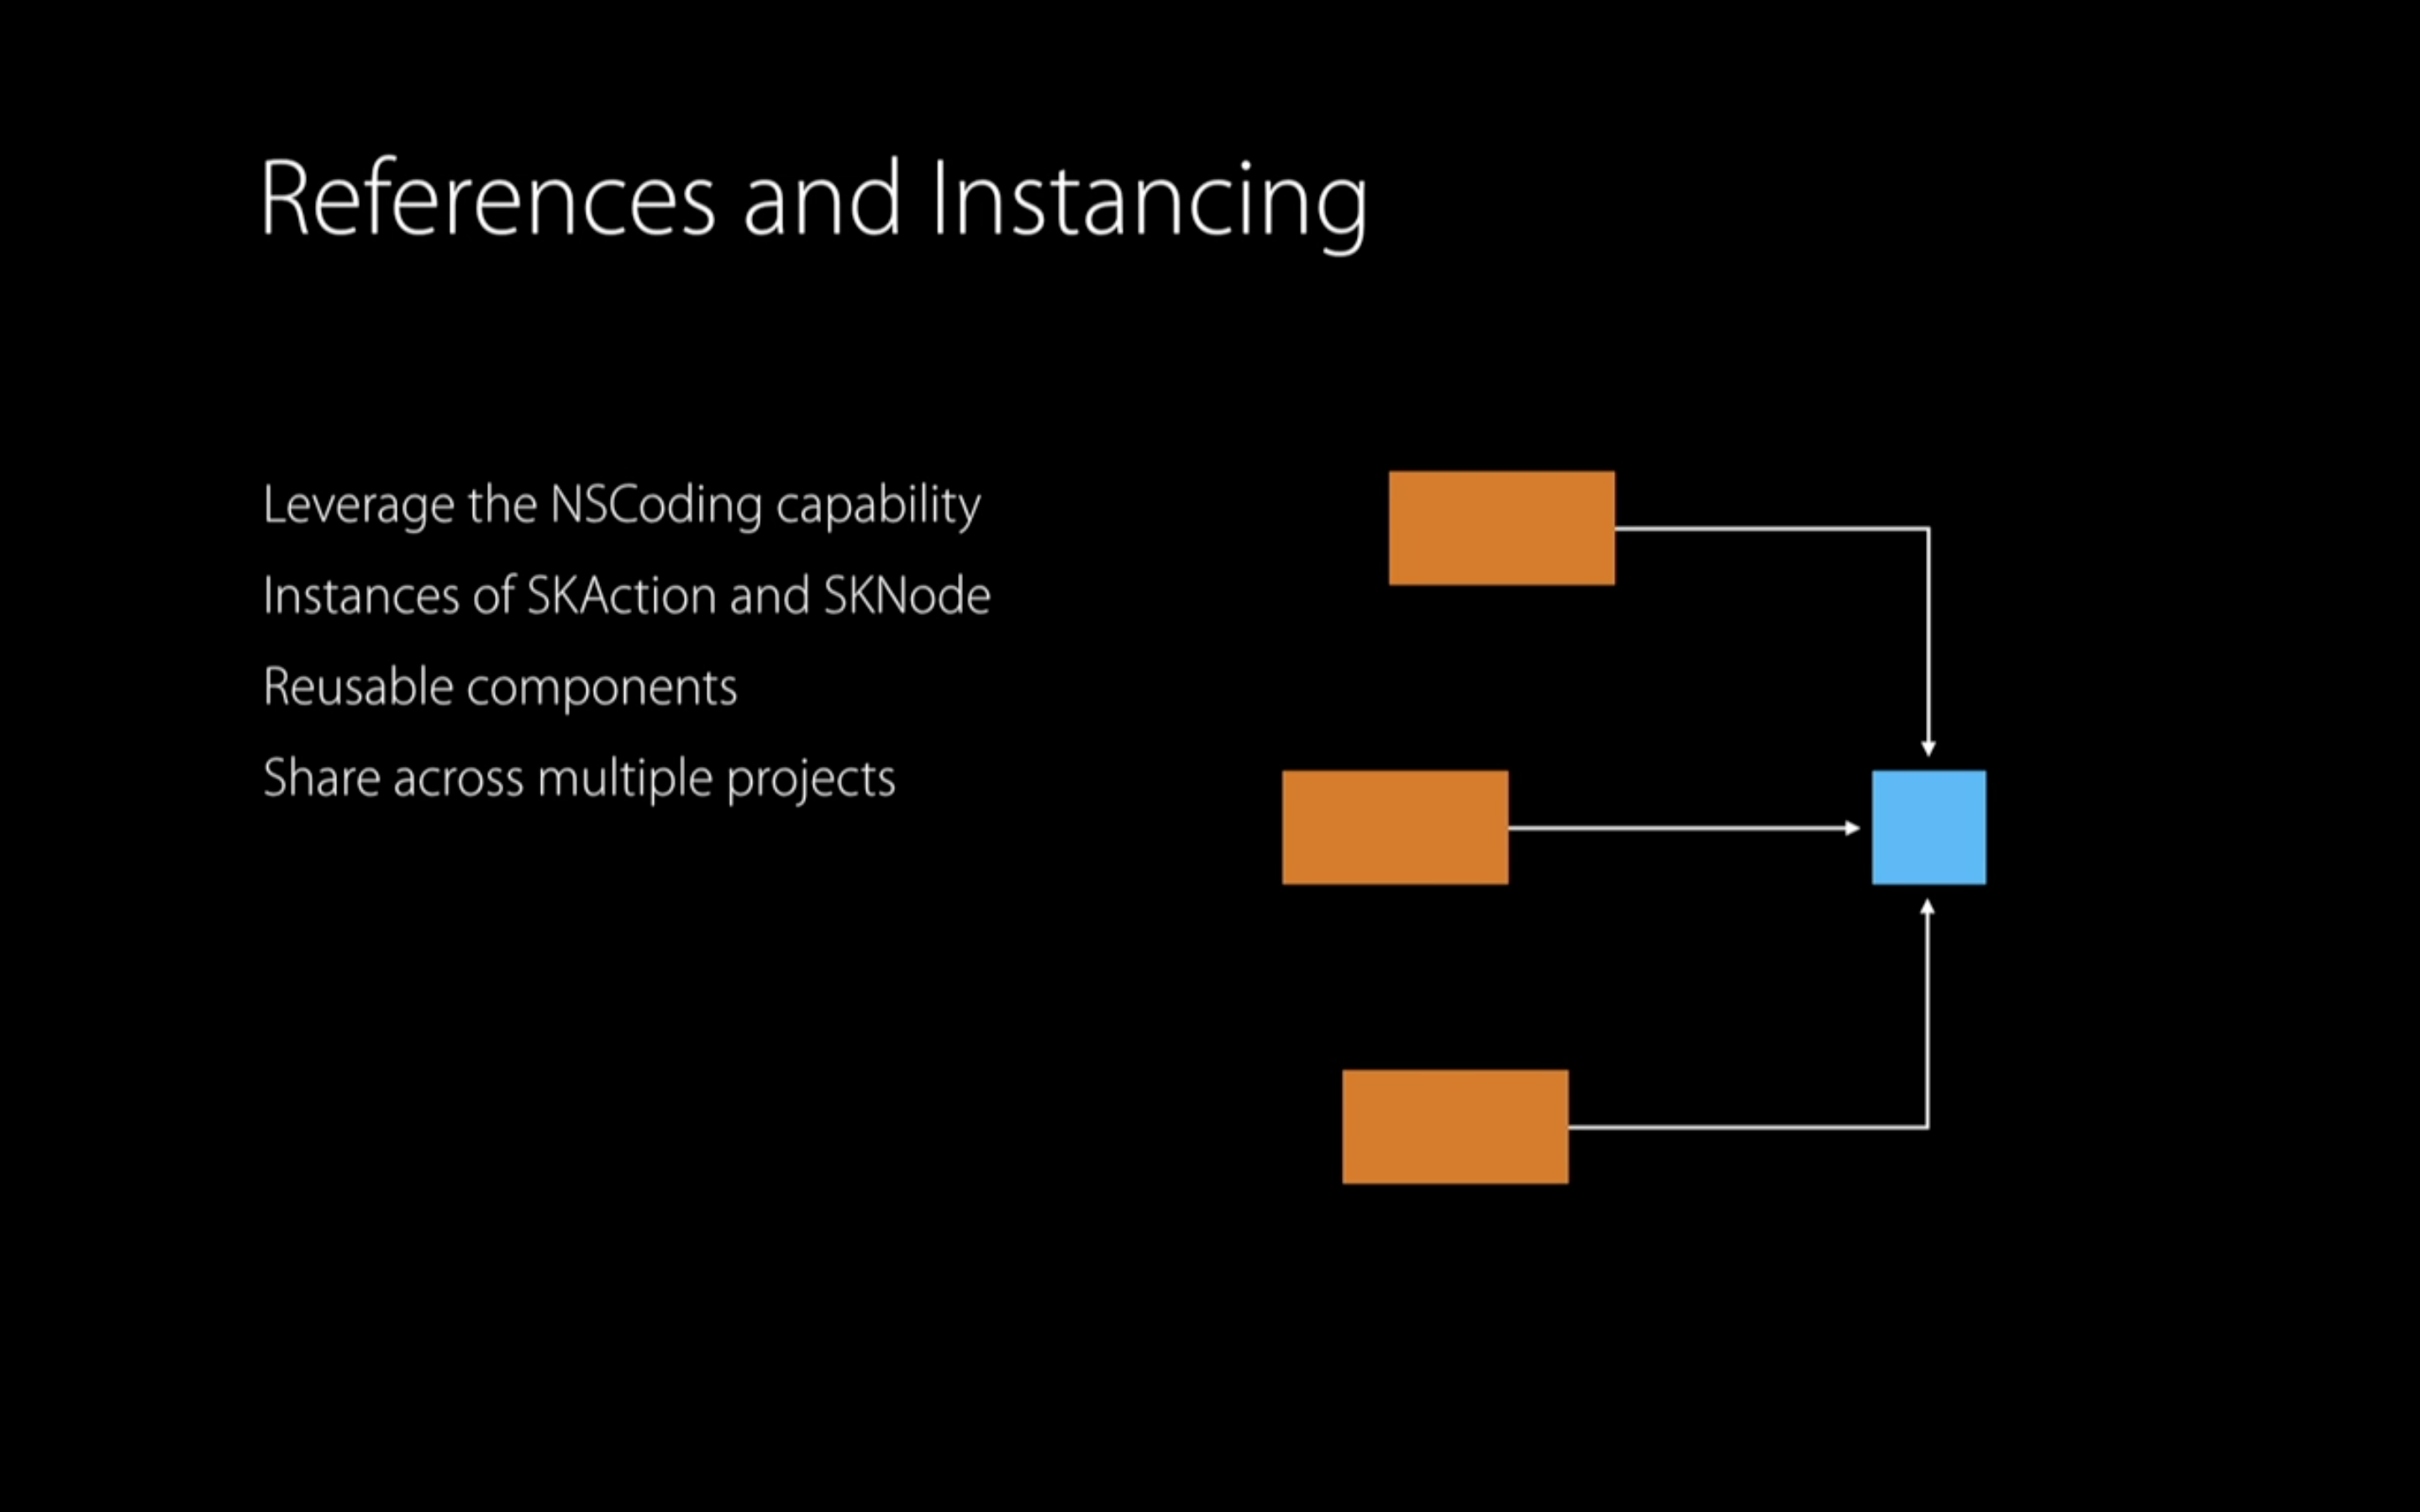 References and Instancing
Leverage the NSCoding capability
Instances of SKAction and SKNode
Reusable components
Share across multiple projects